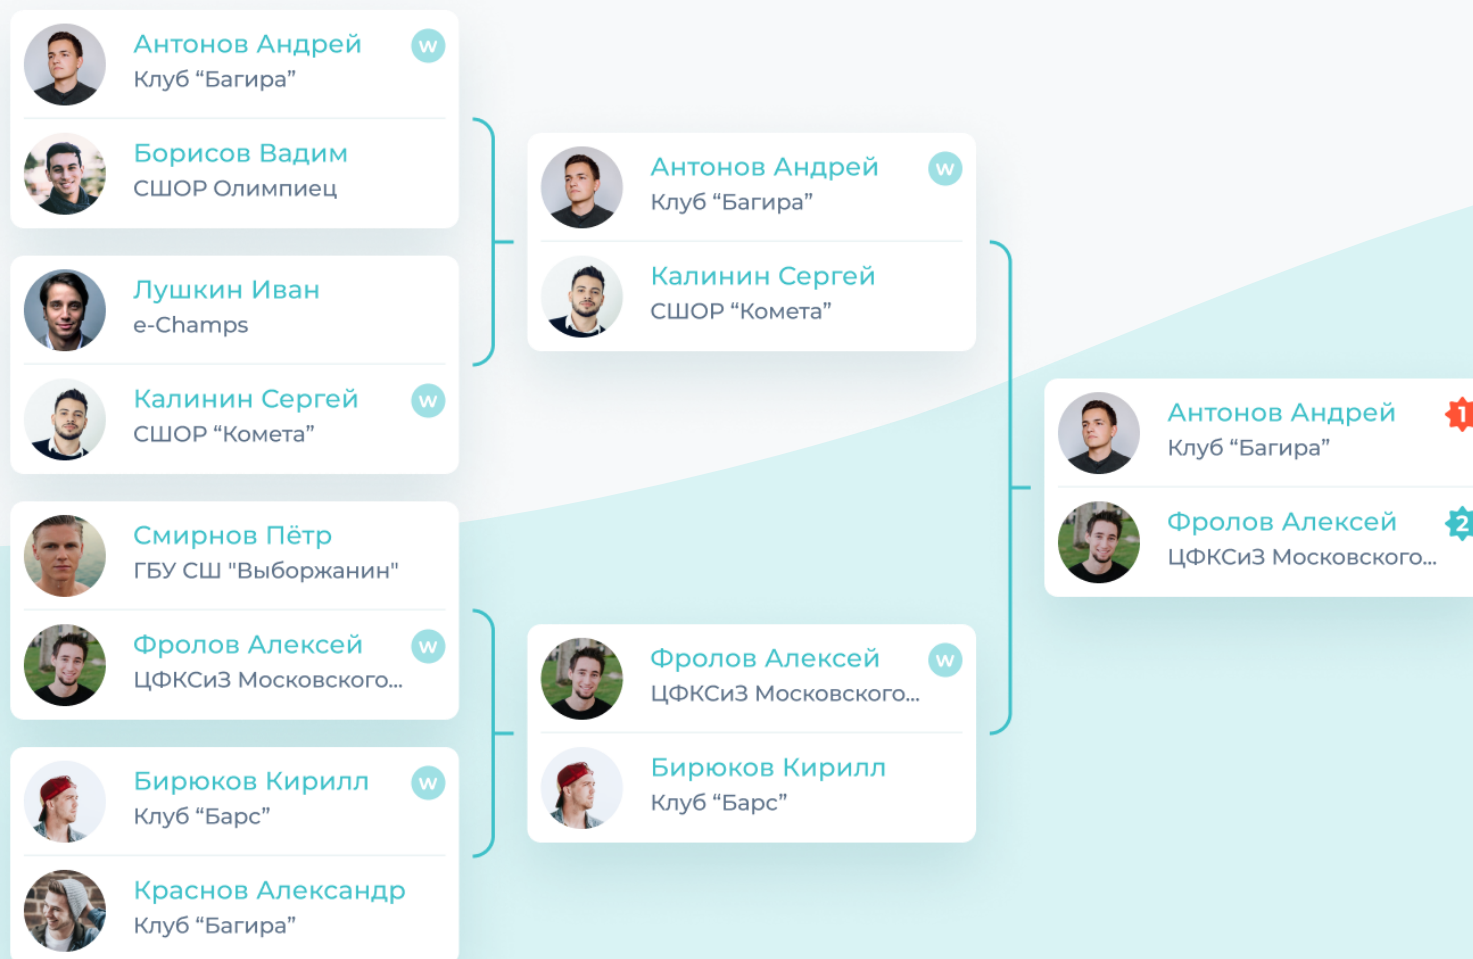 Антонов Андрей W
Клуб “Багира”
Борисов Вадим
СШОР Олимпиец
Лушкин Иван
e-Champs
Калинин Сергей W
СШОР “Комета”
Смирнов Пётр
ГБУ СШ "Выборжанин"
Фролов Алексей W
ЦФКСиЗ Московского...
Бирюков Кирилл W
Клуб “Барс”
Краснов Александр
Клуб “Багира”
Антонов Андрей W
Клуб “Багира”
Калинин Сергей
СШОР “Комета”
Фролов Алексей W
ЦФКСиЗ Московского...
Бирюков Кирилл
Клуб “Барс”
Антонов Андрей 1
Клуб “Багира”
Фролов Алексей 2
ЦФКСиЗ Московского...